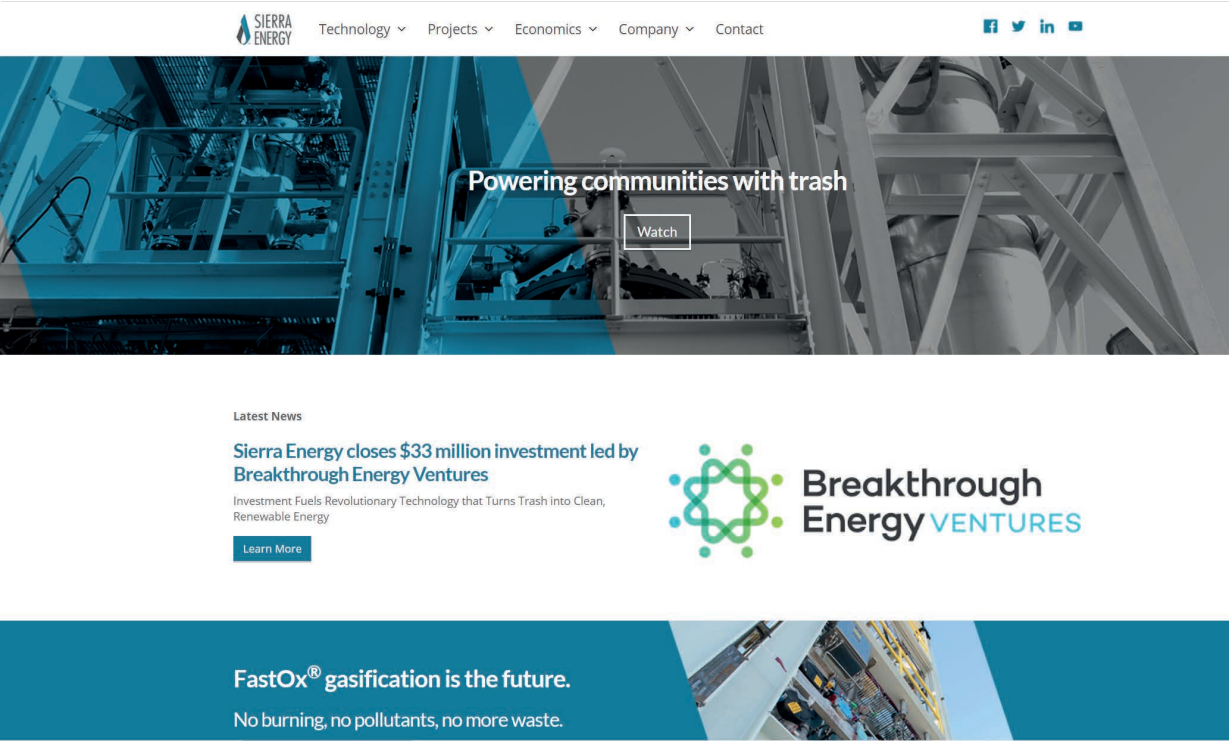 SIERRA
ENERGY
Technology
Projects
Economics
Company
Contact
Powering communities with trash
Watch
Latest News
Sierra Energy closes $33 million investment led by
Breakthrough Energy Ventures
Investment Fuels Revolutionary Technology that Turns Trash into Clean,
Renewable Energy
Learn More
Breakthrough
Energy VENTURES
FastOx® gasification is the future.
No burning, no pollutants, no more waste.